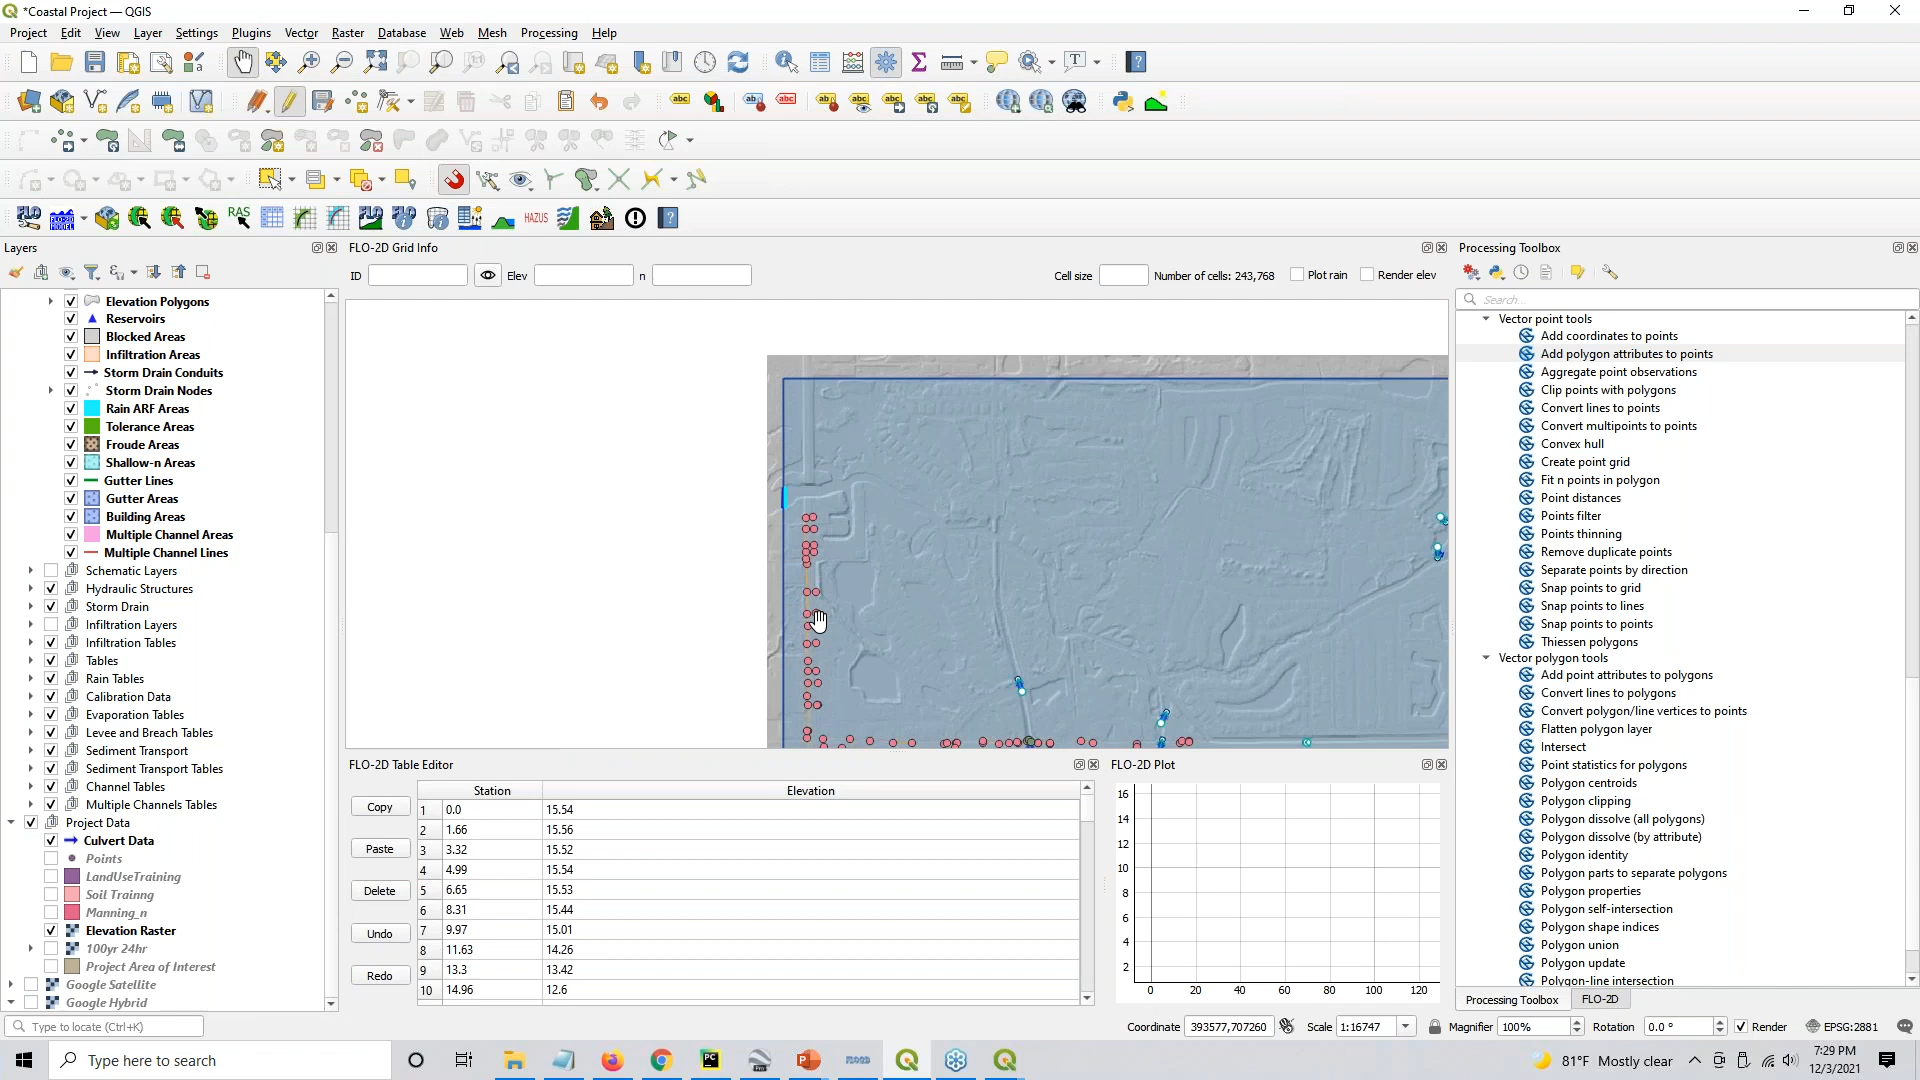 *Coastal Project — QGIS
Project Edit View Layer Settings Plugins Vector Raster Database Web Mesh Processing Help
Layers
Elevation Polygons
Reservoirs
Blocked Areas
Infiltration Areas
Storm Drain Conduits
Storm Drain Nodes
Rain ARF Areas
Tolerance Areas
Froude Areas
Shallow-n Areas
Gutter Lines
Gutter Areas
Building Areas
Multiple Channel Areas
Multiple Channel Lines
Schematic Layers
Hydraulic Structures
Storm Drain
Infiltration Layers
Infiltration Tables
Tables
Rain Tables
Calibration Data
Evaporation Tables
Levee and Breach Tables
Sediment Transport
Sediment Transport Tables
Channel Tables
Multiple Channels Tables
Project Data
Culvert Data
Points
LandUseTraining
Soil Trainng
Manning_n
Elevation Raster
100yr 24hr
Project Area of Interest
Google Satellite
Google Hybrid
Type to locate (Ctrl+K)
FLO-2D Grid Info
ID Elev n Cell size Number of cells: 243,768 Plot rain Render elev
FLO-2D Table Editor
Copy
Paste
Delete
Undo
Redo
Station Elevation
1 0.0 15.54
2 1.66 15.56
3 3.32 15.52
4 4.99 15.54
5 6.65 15.53
6 8.31 15.44
7 9.97 15.01
8 11.63 14.26
9 13.3 13.42
10 14.96 12.6
FLO-2D Plot
16
14
12
10
8
6
4
2
0 20 40 60 80 100 120
Processing Toolbox
Search...
Vector point tools
Add coordinates to points
Add polygon attributes to points
Aggregate point observations
Clip points with polygons
Convert lines to points
Convert multipoints to points
Convex hull
Create point grid
Fit n points in polygon
Point distances
Points filter
Points thinning
Remove duplicate points
Separate points by direction
Snap points to grid
Snap points to lines
Snap points to points
Thiessen polygons
Vector polygon tools
Add point attributes to polygons
Convert lines to polygons
Convert polygon/line vertices to points
Flatten polygon layer
Intersect
Point statistics for polygons
Polygon centroids
Polygon clipping
Polygon dissolve (all polygons)
Polygon dissolve (by attribute)
Polygon identity
Polygon parts to separate polygons
Polygon properties
Polygon self-intersection
Polygon shape indices
Polygon union
Polygon update
Polygon-line intersection
Processing Toolbox FLO-2D
Coordinate 393577,707260 Scale 1:16747 Magnifier 100% Rotation 0.0 ° Render EPSG:2881
Type here to search
81°F Mostly clear
7:29 PM
12/3/2021